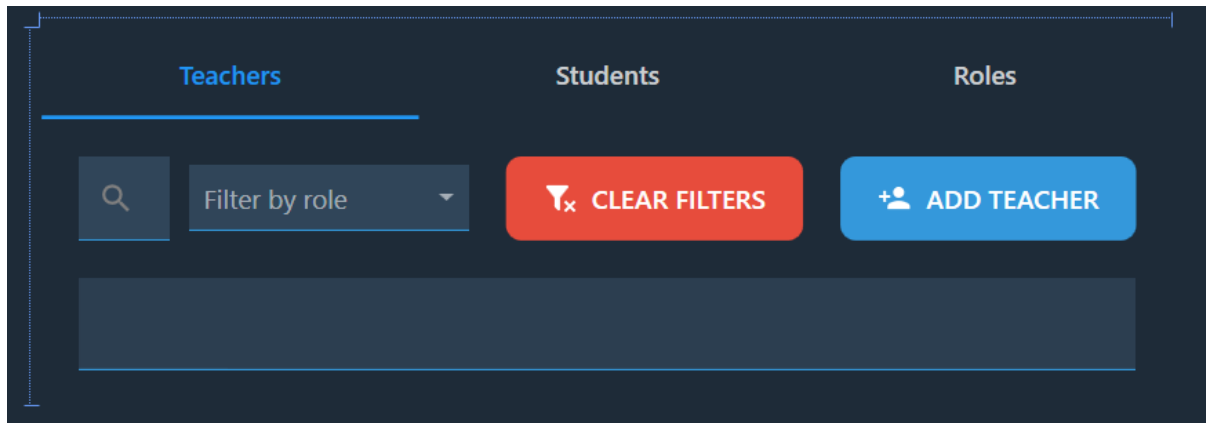 Teachers Students Roles
Filter by role CLEAR FILTERS ADD TEACHER